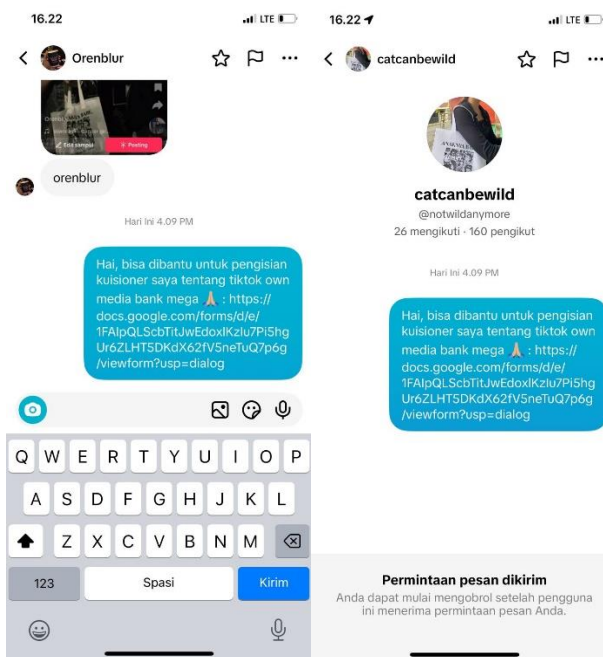 16.22
LTE
Orenblur
Edit sampul
Posting
orenblur
Hari Ini 4.09 PM
Hai, bisa dibantu untuk pengisian
kuisioner saya tentang tiktok own
media bank mega 🙏🏼 : https://
docs.google.com/forms/d/e/
1FAIpQLScbTitJwEdoxlKzlu7Pi5hg
Ur6ZLHT5DKdX62fV5neTuQ7p6g
/viewform?usp=dialog
Q W E R T Y U I O P
A S D F G H J K L
Z X C V B N M
123
Spasi
Kirim
16.22
LTE
catcanbewild
catcanbewild
@notwildanymore
26 mengikuti · 160 pengikut
Hari Ini 4.09 PM
Hai, bisa dibantu untuk pengisian
kuisioner saya tentang tiktok own
media bank mega 🙏🏼 : https://
docs.google.com/forms/d/e/
1FAIpQLScbTitJwEdoxlKzlu7Pi5hg
Ur6ZLHT5DKdX62fV5neTuQ7p6g
/viewform?usp=dialog
Permintaan pesan dikirim
Anda dapat mulai mengobrol setelah pengguna
ini menerima permintaan pesan Anda.